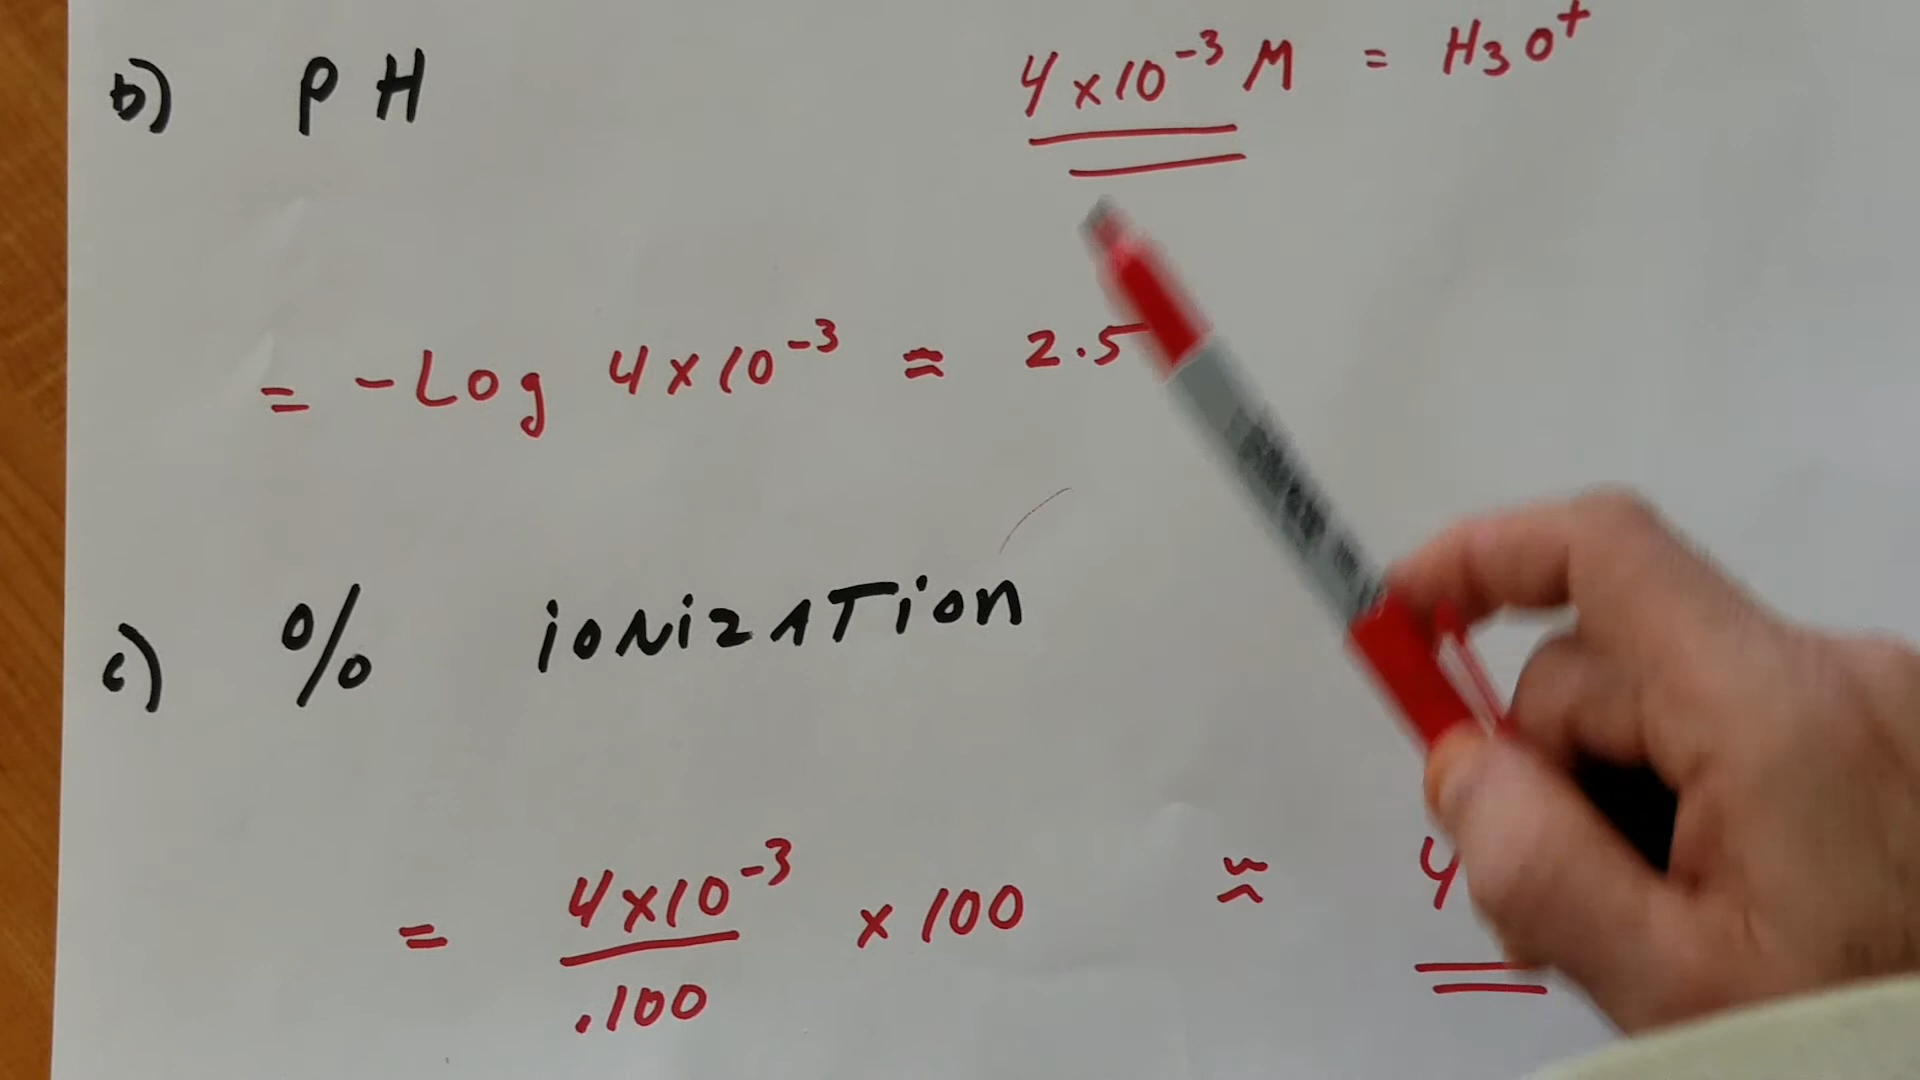 b) PH
4×10⁻³ M = H₃O⁺
= -Log 4×10⁻³ ≈ 2.5
c) % ionization
= 4×10⁻³ × 100 ≈ 4
.100